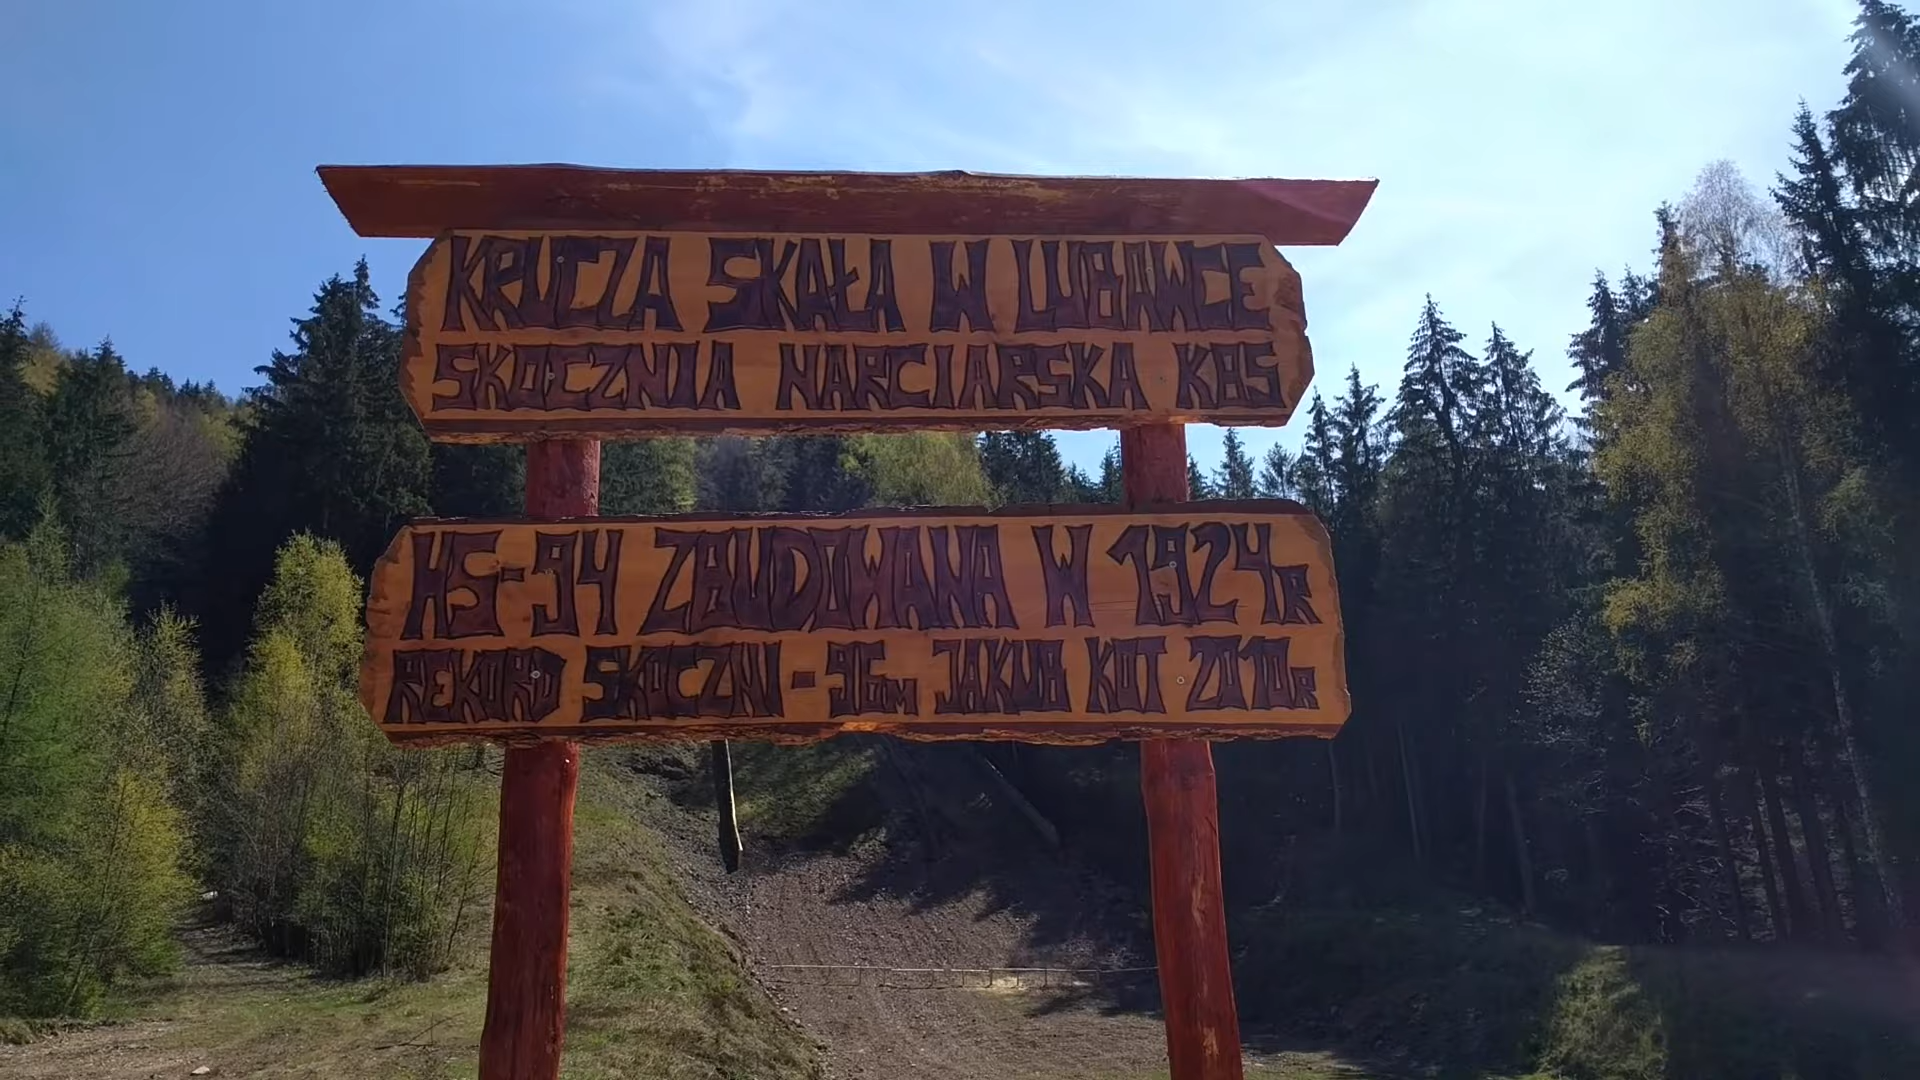 KRUCZA SKAŁA W LUBAWCE
SKOCZNIA NARCIARSKA K85
HS-94 ZBUDOWANA W 1924R
REKORD SKOCZNI - 96M JAKUB KOT 2010R